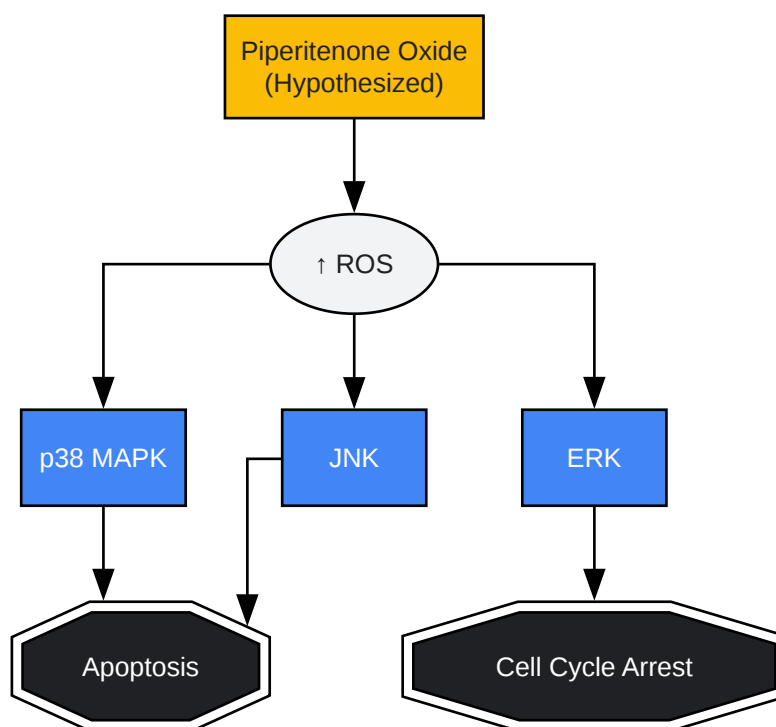 Piperitenone Oxide
(Hypothesized)
↑ ROS
p38 MAPK
JNK
ERK
Apoptosis
Cell Cycle Arrest